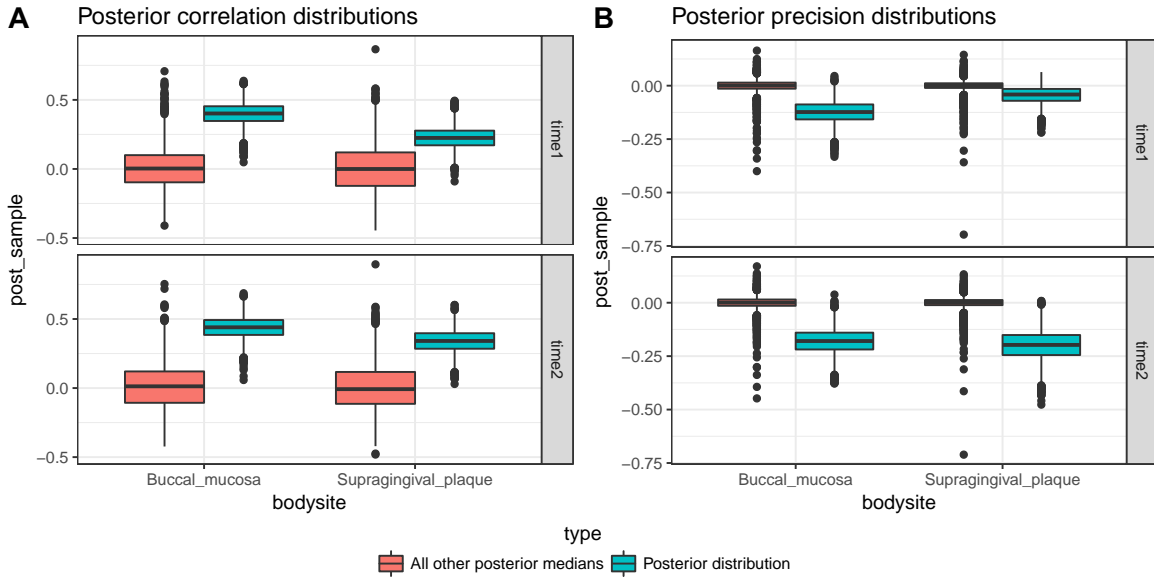 A
Posterior correlation distributions
post_sample
0.5
0.0
−0.5
time1
0.5
0.0
−0.5
time2
Buccal_mucosa
Supragingival_plaque
bodysite
B
Posterior precision distributions
post_sample
0.00
−0.25
−0.50
−0.75
time1
0.00
−0.25
−0.50
−0.75
time2
Buccal_mucosa
Supragingival_plaque
bodysite
type
All other posterior medians
Posterior distribution